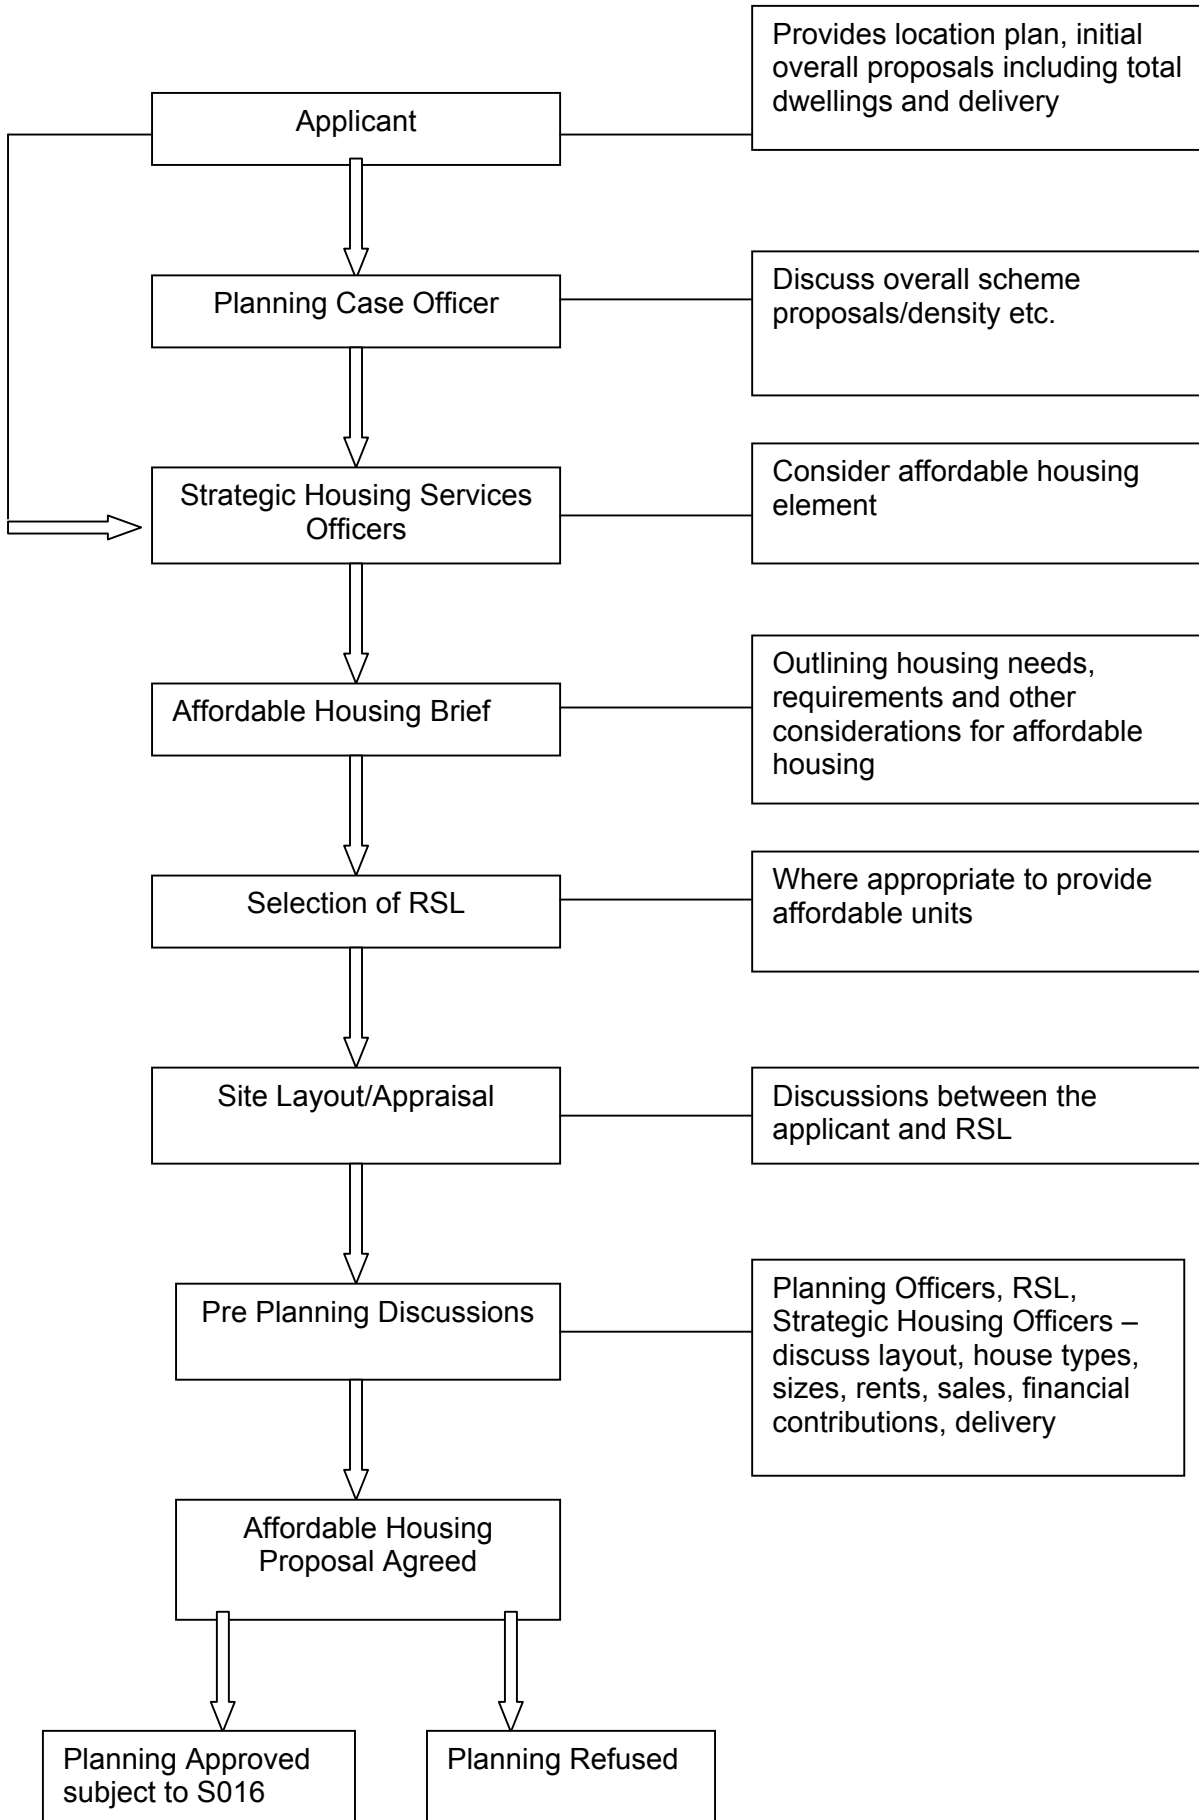 Applicant
Provides location plan, initial
overall proposals including total
dwellings and delivery
Planning Case Officer
Discuss overall scheme
proposals/density etc.
Strategic Housing Services
Officers
Consider affordable housing
element
Affordable Housing Brief
Outlining housing needs,
requirements and other
considerations for affordable
housing
Selection of RSL
Where appropriate to provide
affordable units
Site Layout/Appraisal
Discussions between the
applicant and RSL
Pre Planning Discussions
Planning Officers, RSL,
Strategic Housing Officers –
discuss layout, house types,
sizes, rents, sales, financial
contributions, delivery
Affordable Housing
Proposal Agreed
Planning Approved
subject to S016
Planning Refused